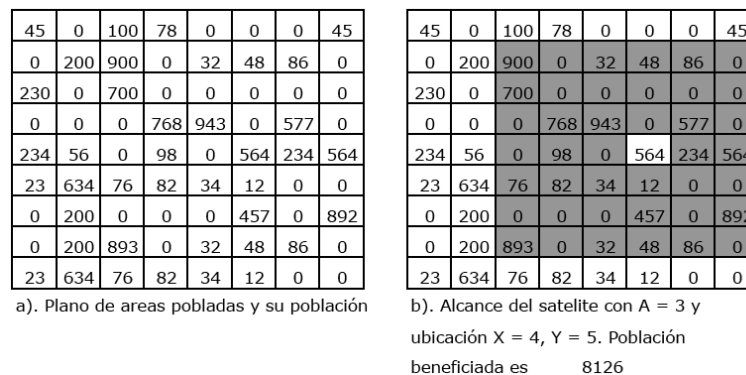 45 0 100 78 0 0 0 45
0 200 900 0 32 48 86 0
230 0 700 0 0 0 0 0
0 0 0 768 943 0 577 0
234 56 0 98 0 564 234 564
23 634 76 82 34 12 0 0
0 200 0 0 0 457 0 892
0 200 893 0 32 48 86 0
23 634 76 82 34 12 0 0
a). Plano de areas pobladas y su población
45 0 100 78 0 0 0 45
0 200 900 0 32 48 86 0
230 0 700 0 0 0 0 0
0 0 0 768 943 0 577 0
234 56 0 98 0 564 234 564
23 634 76 82 34 12 0 0
0 200 0 0 0 457 0 892
0 200 893 0 32 48 86 0
23 634 76 82 34 12 0 0
b). Alcance del satelite con A = 3 y
ubicación X = 4, Y = 5. Población
beneficiada es 8126